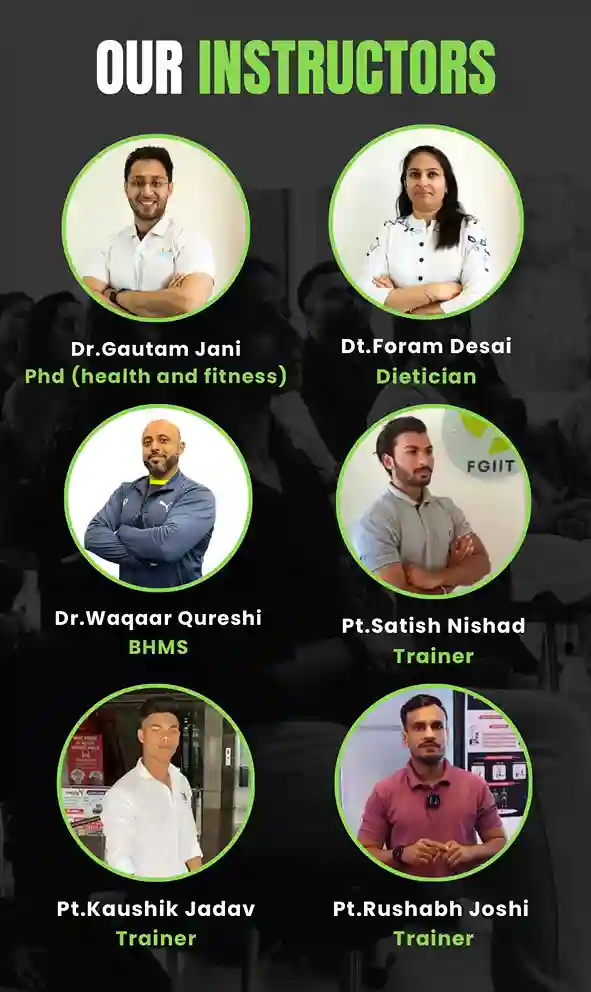 OUR INSTRUCTORS
Dr.Gautam Jani
Phd (health and fitness)
Dt.Foram Desai
Dietician
FGIIT
Dr.Waqaar Qureshi
BHMS
Pt.Satish Nishad
Trainer
Pt.Kaushik Jadav
Trainer
Pt.Rushabh Joshi
Trainer